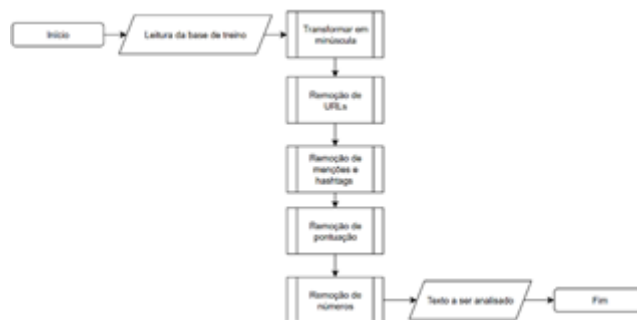 Início
Leitura da base de treino
Transformar em
minúscula
Remoção de
URLs
Remoção de
menções e
hashtags
Remoção de
pontuação
Remoção de
números
Texto a ser analisado
Fim